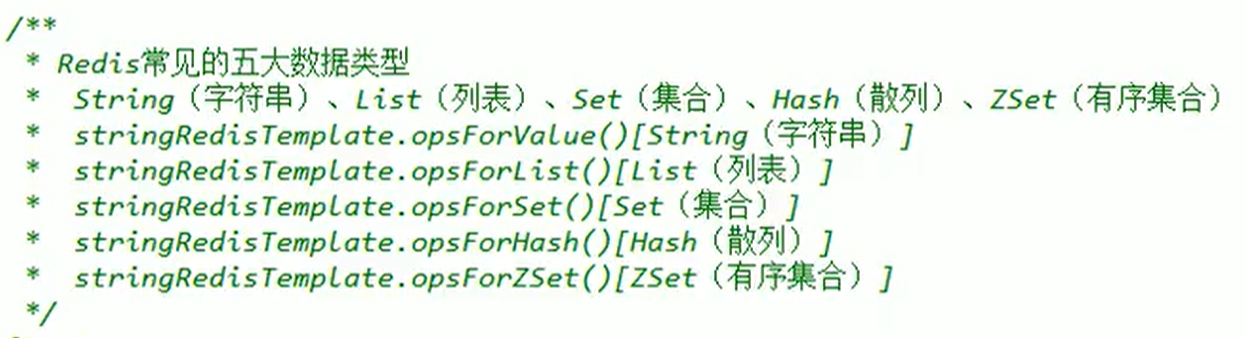 /**
 * Redis常见的五大数据类型
 *  String（字符串）、List（列表）、Set（集合）、Hash（散列）、ZSet（有序集合）
 *  stringRedisTemplate.opsForValue()[String（字符串）]
 *  stringRedisTemplate.opsForList()[List（列表）]
 *  stringRedisTemplate.opsForSet()[Set（集合）]
 *  stringRedisTemplate.opsForHash()[Hash（散列）]
 *  stringRedisTemplate.opsForZSet()[ZSet（有序集合）]
 */